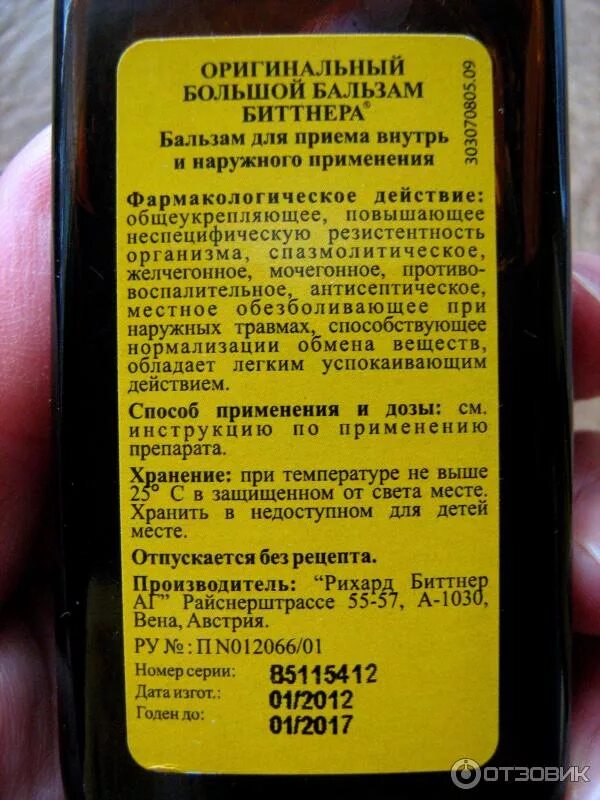 ОРИГИНАЛЬНЫЙ
БОЛЬШОЙ БАЛЬЗАМ
БИТТНЕРА®
Бальзам для приема внутрь
и наружного применения
303070805.09
Фармакологическое действие:
общеукрепляющее, повышающее
неспецифическую резистентность
организма, спазмолитическое,
желчегонное, мочегонное, противо-
воспалительное, антисептическое,
местное обезболивающее при
наружных травмах, способствующее
нормализации обмена веществ,
обладает легким успокаивающим
действием.
Способ применения и дозы: см.
инструкцию по применению
препарата.
Хранение: при температуре не выше
25° С в защищенном от света месте.
Хранить в недоступном для детей
месте.
Отпускается без рецепта.
Производитель: “Рихард Биттнер
АГ” Райснерштрассе 55-57, А-1030,
Вена, Австрия.
РУ №: П N012066/01
Номер серии: 85115412
Дата изгот.: 01/2012
Годен до: 01/2017
ОТЗОВИК